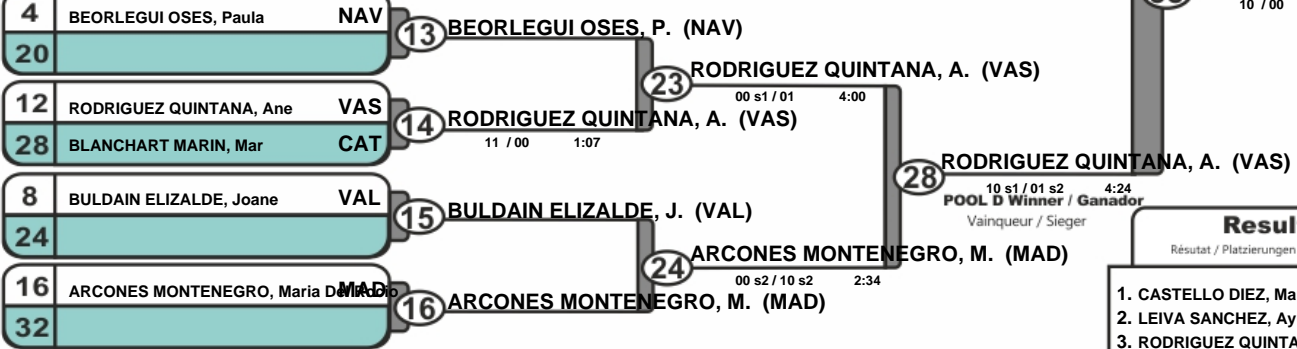 4 BEORLEGUI OSES, Paula NAV
20
13 BEORLEGUI OSES, P. (NAV)
12 RODRIGUEZ QUINTANA, Ane VAS
28 BLANCHART MARIN, Mar CAT
14 RODRIGUEZ QUINTANA, A. (VAS)
11 / 00 1:07
23 RODRIGUEZ QUINTANA, A. (VAS)
00 s1 / 01 4:00
8 BULDAIN ELIZALDE, Joane VAL
24
15 BULDAIN ELIZALDE, J. (VAL)
16 ARCONES MONTENEGRO, Maria Del Rocio MAD
32
16 ARCONES MONTENEGRO, M. (MAD)
24 ARCONES MONTENEGRO, M. (MAD)
00 s2 / 10 s2 2:34
28 RODRIGUEZ QUINTANA, A. (VAS)
10 s1 / 01 s2 4:24
POOL D Winner / Ganador
Vainqueur / Sieger
10 / 00
Resul
Résutat / Platzierungen
1. CASTELLO DIEZ, Ma
2. LEIVA SANCHEZ, Ay
3. RODRIGUEZ QUINTA